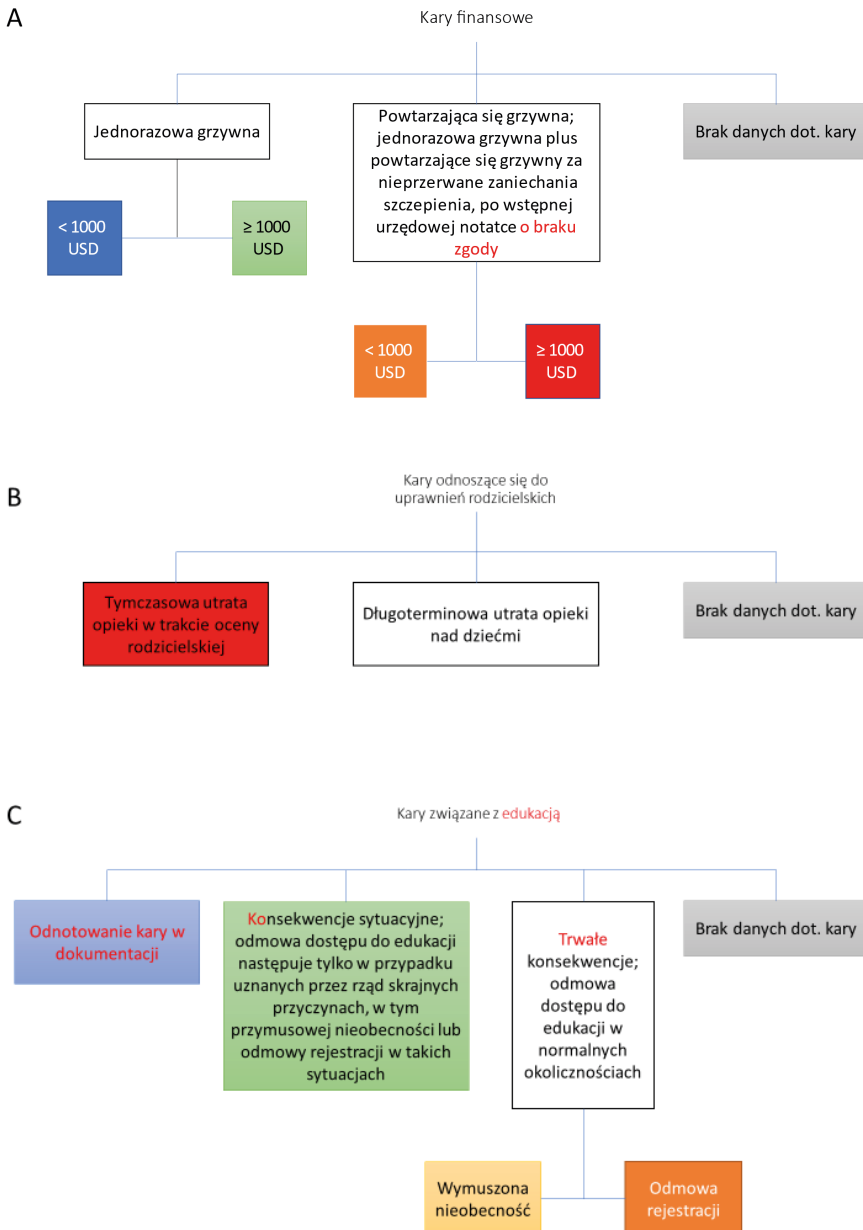 A
Kary finansowe
Jednorazowa grzywna
Powtarzająca się grzywna;
jednorazowa grzywna plus
powtarzające się grzywny za
nieprzerwane zaniechania
szczepienia, po wstępnej
urzędowej notatce o braku
zgody
Brak danych dot. kary
< 1000
USD
≥ 1000
USD
< 1000
USD
≥ 1000
USD
B
Kary odnoszące się do
uprawnień rodzicielskich
Tymczasowa utrata
opieki w trakcie oceny
rodzicielskiej
Długoterminowa utrata opieki
nad dziećmi
Brak danych dot. kary
C
Kary związane z edukacją
Odnotowanie kary w
dokumentacji
Konsekwencje sytuacyjne;
odmowa dostępu do edukacji
następuje tylko w przypadku
uznanych przez rząd skrajnych
przyczynach, w tym
przymusowej nieobecności lub
odmowy rejestracji w takich
sytuacjach
Trwałe
konsekwencje;
odmowa
dostępu do
edukacji w
normalnych
okolicznościach
Brak danych dot. kary
Wymuszona
nieobecność
Odmowa
rejestracji